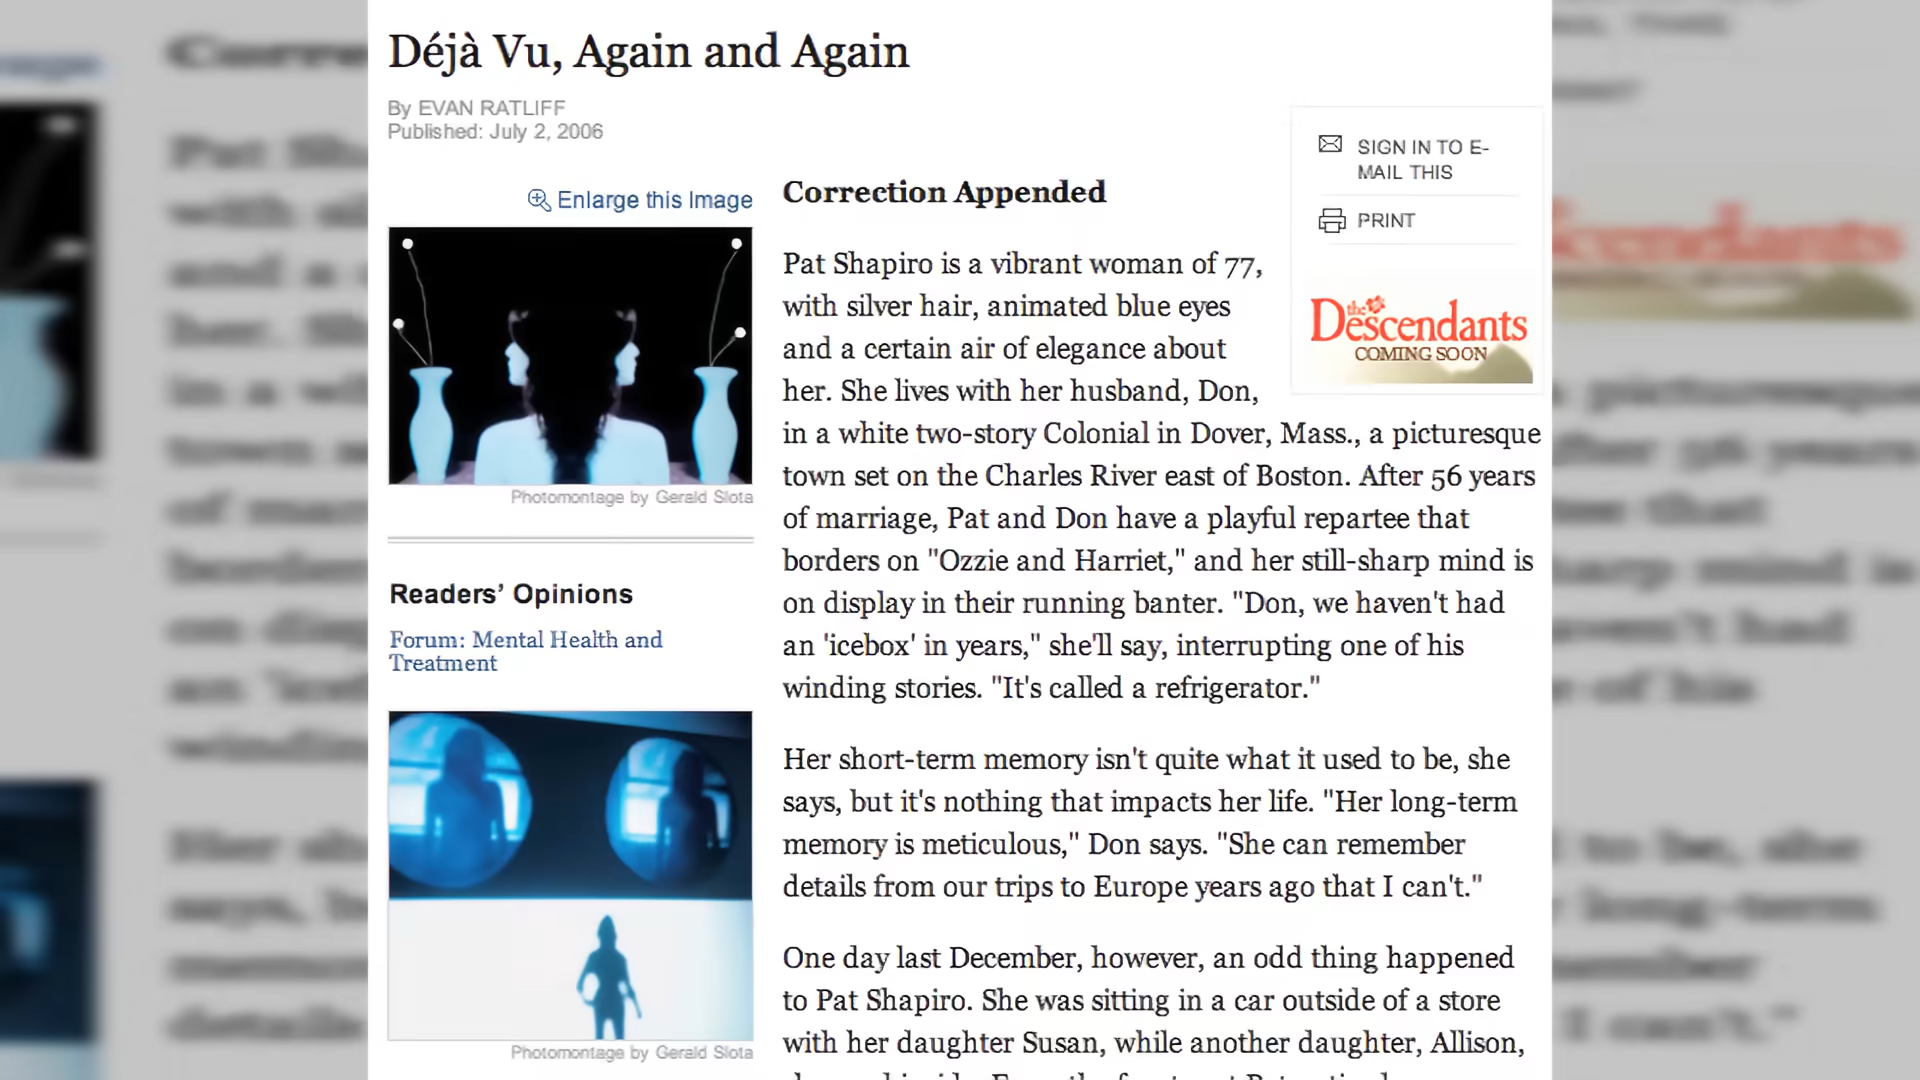 Déjà Vu, Again and Again
By EVAN RATLIFF
Published: July 2, 2006
Enlarge this Image
Photomontage by Gerald Slota
Readers’ Opinions
Forum: Mental Health and
Treatment
Photomontage by Gerald Slota
SIGN IN TO E-
MAIL THIS
PRINT
the
Descendants
COMING SOON
Correction Appended
Pat Shapiro is a vibrant woman of 77,
with silver hair, animated blue eyes
and a certain air of elegance about
her. She lives with her husband, Don,
in a white two-story Colonial in Dover, Mass., a picturesque
town set on the Charles River east of Boston. After 56 years
of marriage, Pat and Don have a playful repartee that
borders on "Ozzie and Harriet," and her still-sharp mind is
on display in their running banter. "Don, we haven't had
an 'icebox' in years," she'll say, interrupting one of his
winding stories. "It's called a refrigerator."
Her short-term memory isn't quite what it used to be, she
says, but it's nothing that impacts her life. "Her long-term
memory is meticulous," Don says. "She can remember
details from our trips to Europe years ago that I can't."
One day last December, however, an odd thing happened
to Pat Shapiro. She was sitting in a car outside of a store
with her daughter Susan, while another daughter, Allison,